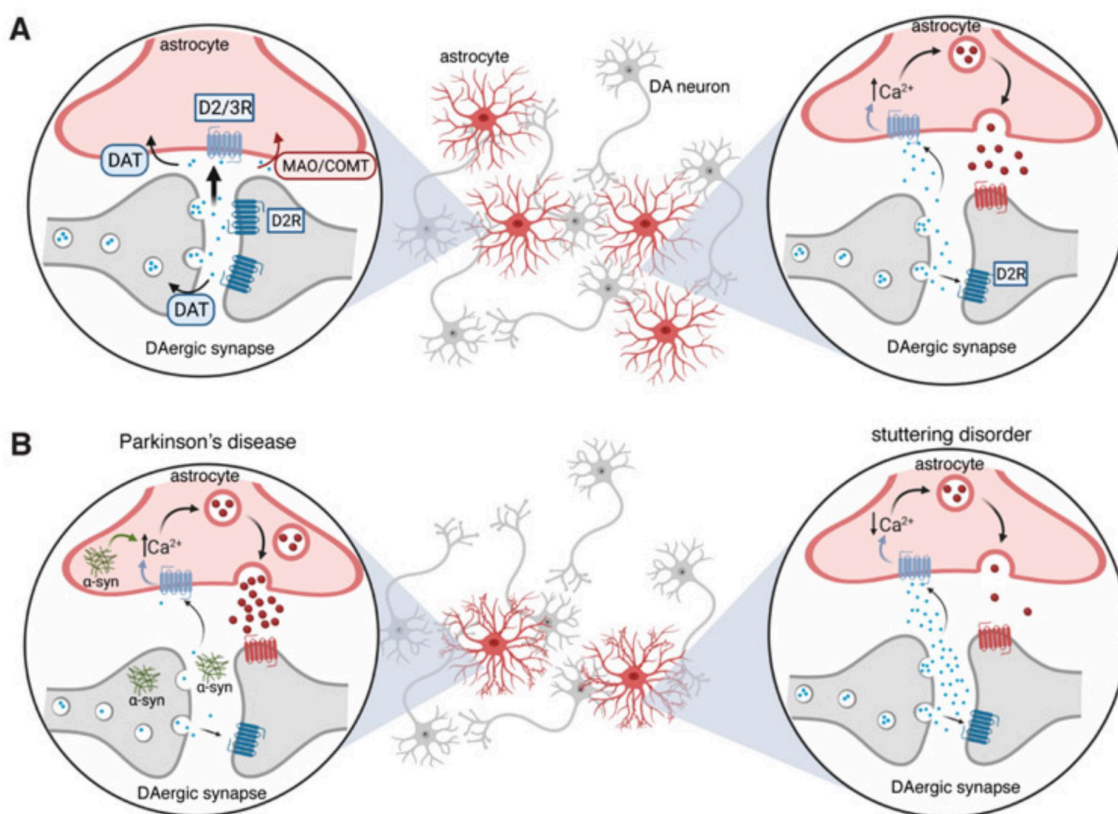 A
astrocyte
D2/3R
DAT
MAO/COMT
D2R
DAT
DAergic synapse
astrocyte
DA neuron
astrocyte
↑Ca²⁺
D2R
DAergic synapse
B
Parkinson's disease
astrocyte
↑Ca²⁺
α-syn
α-syn
α-syn
DAergic synapse
stuttering disorder
astrocyte
↓Ca²⁺
DAergic synapse